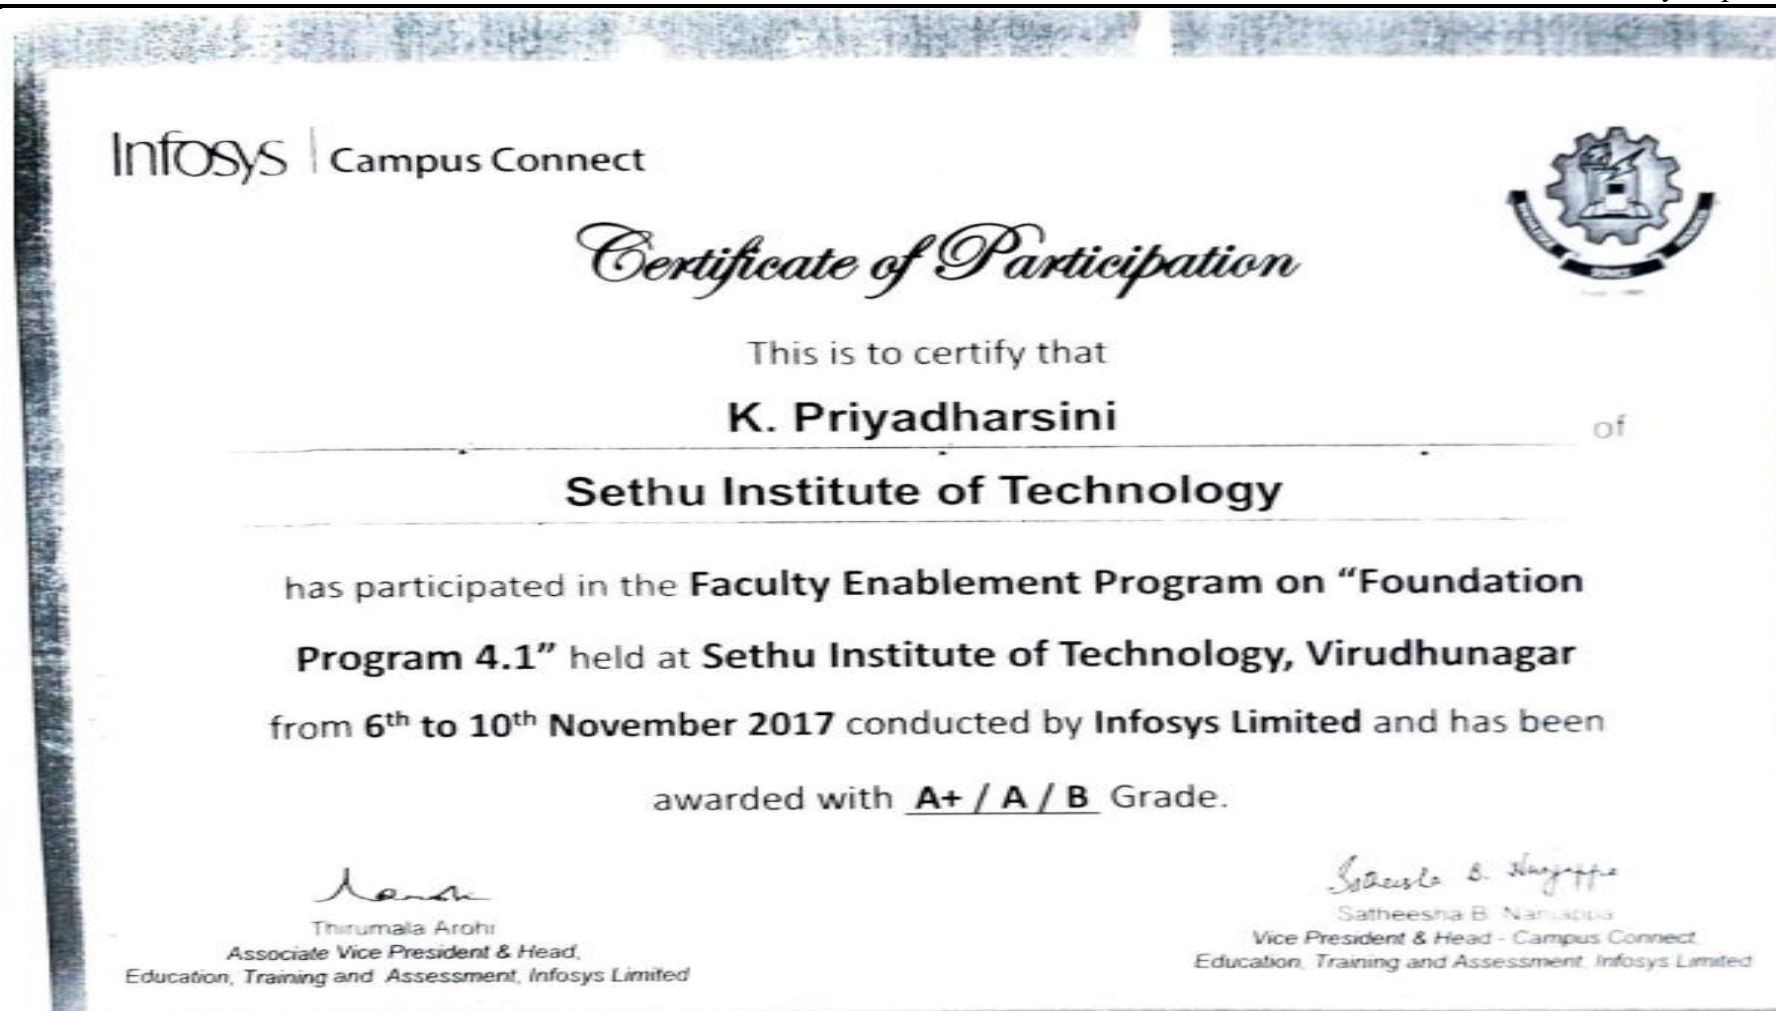 Infosys | Campus Connect
Certificate of Participation
This is to certify that
K. Priyadharsini of
Sethu Institute of Technology
has participated in the Faculty Enablement Program on “Foundation
Program 4.1” held at Sethu Institute of Technology, Virudhunagar
from 6th to 10th November 2017 conducted by Infosys Limited and has been
awarded with A+ / A / B Grade.
Satheesha B. Nanjappa
Thirumala Arohi
Satheesha B. Nanjappa
Associate Vice President & Head,
Vice President & Head - Campus Connect
Education, Training and Assessment, Infosys Limited
Education, Training and Assessment, Infosys Limited